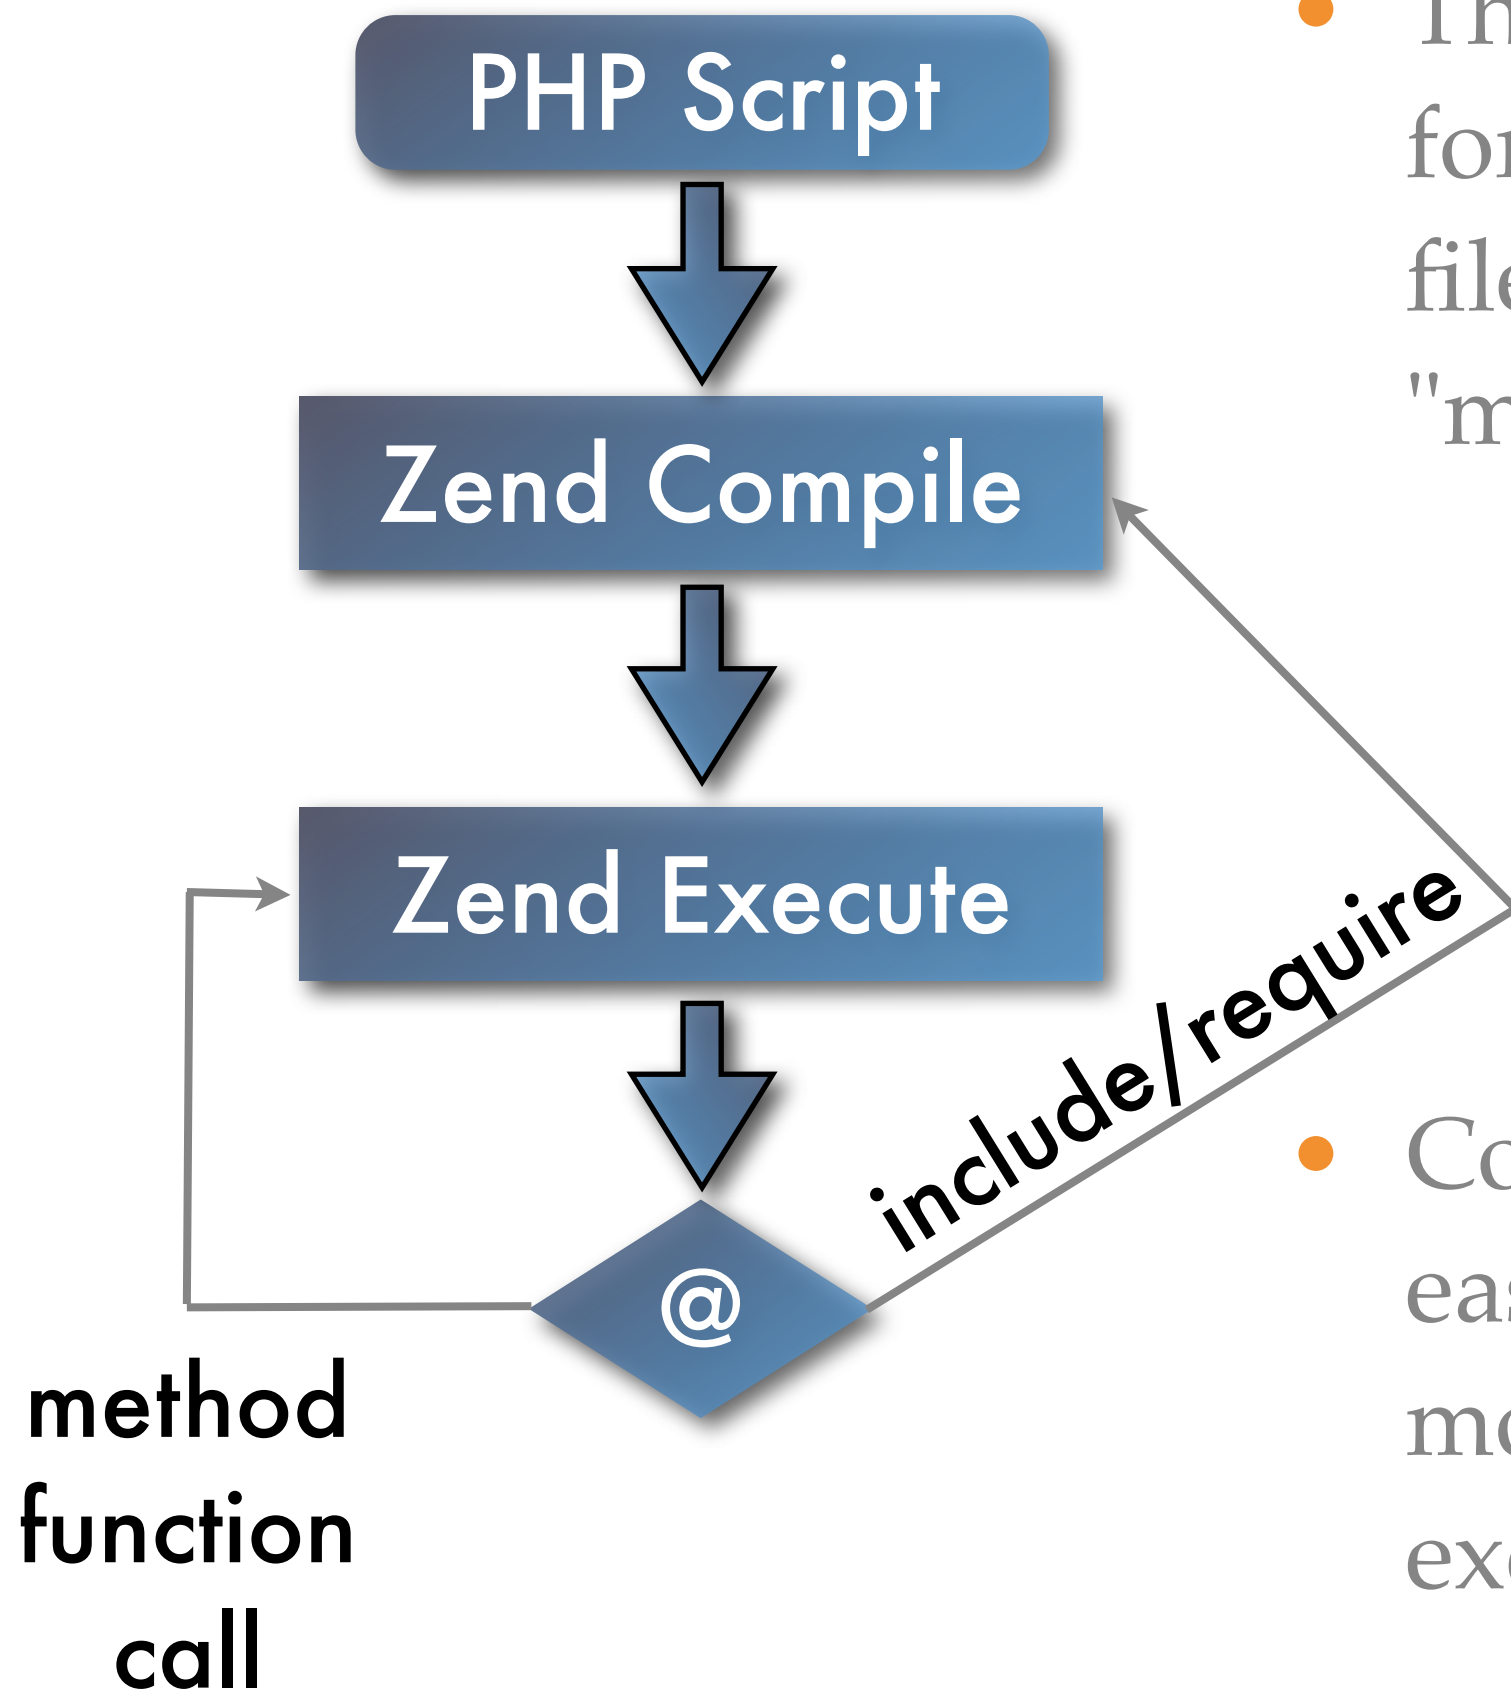 PHP Script
Zend Compile
Zend Execute
@
include/require
method
function
call